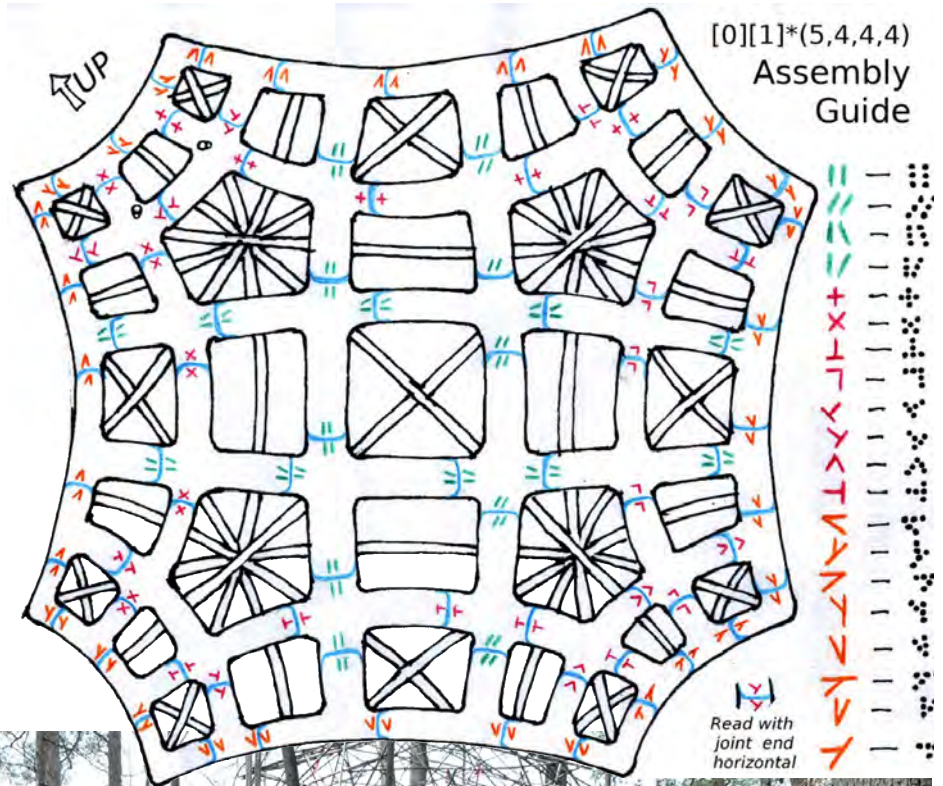 [0][1]*(5,4,4,4)
Assembly
Guide
UP
Read with
joint end
horizontal